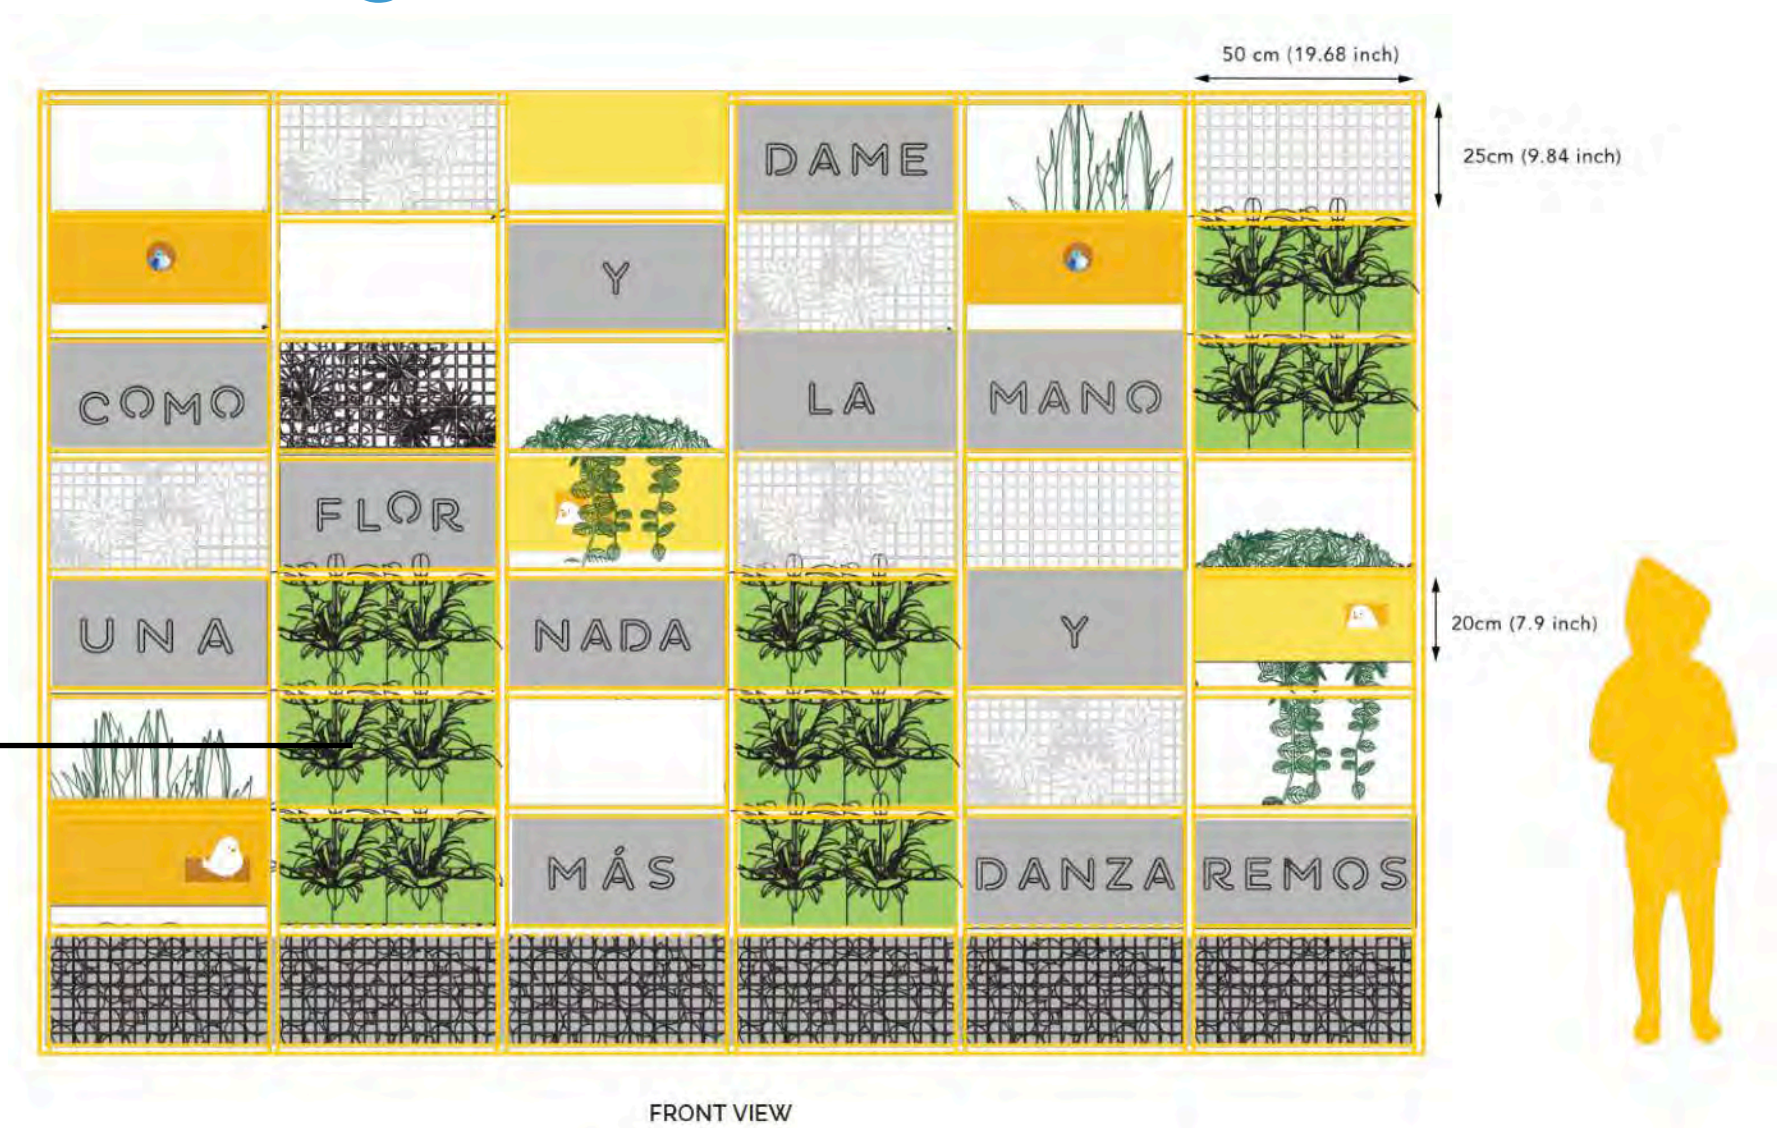 50 cm (19.68 inch)
25cm (9.84 inch)
DAME
Y
COMO
LA
MANO
FLOR
UNA
NADA
Y
20cm (7.9 inch)
MÁS
DANZA
REMOS
FRONT VIEW